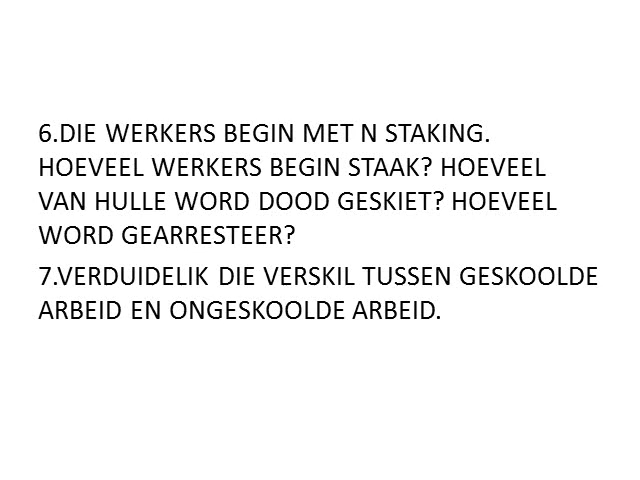 6.DIE WERKERS BEGIN MET N STAKING.
HOEVEEL WERKERS BEGIN STAAK? HOEVEEL
VAN HULLE WORD DOOD GESKIET? HOEVEEL
WORD GEARRESTEER?
7.VERDUIDELIK DIE VERSKIL TUSSEN GESKOOLDE
ARBEID EN ONGESKOOLDE ARBEID.